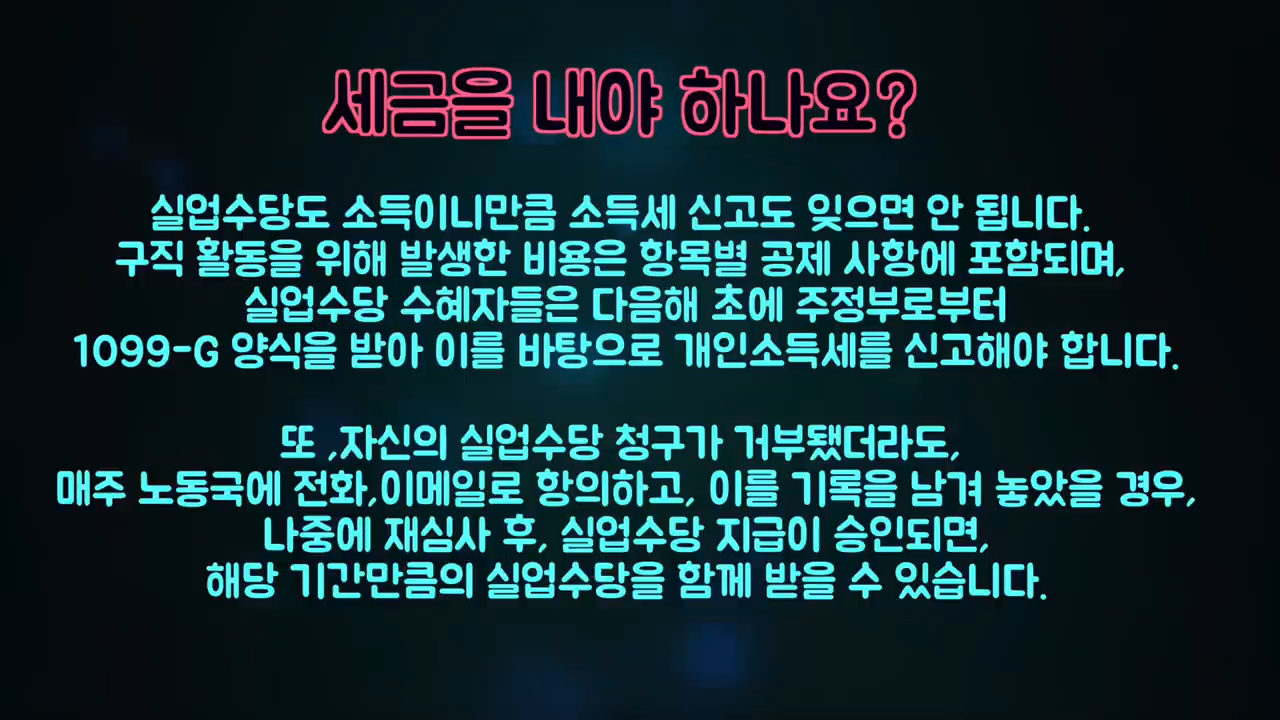 세금을 내야 하나요?
실업수당도 소득이니만큼 소득세 신고도 잊으면 안 됩니다.
구직 활동을 위해 발생한 비용은 항목별 공제 사항에 포함되며,
실업수당 수혜자들은 다음해 초에 주정부로부터
1099-G 양식을 받아 이를 바탕으로 개인소득세를 신고해야 합니다.
또 ,자신의 실업수당 청구가 거부됐더라도,
매주 노동국에 전화,이메일로 항의하고, 이를 기록을 남겨 놓았을 경우,
나중에 재심사 후, 실업수당 지급이 승인되면,
해당 기간만큼의 실업수당을 함께 받을 수 있습니다.